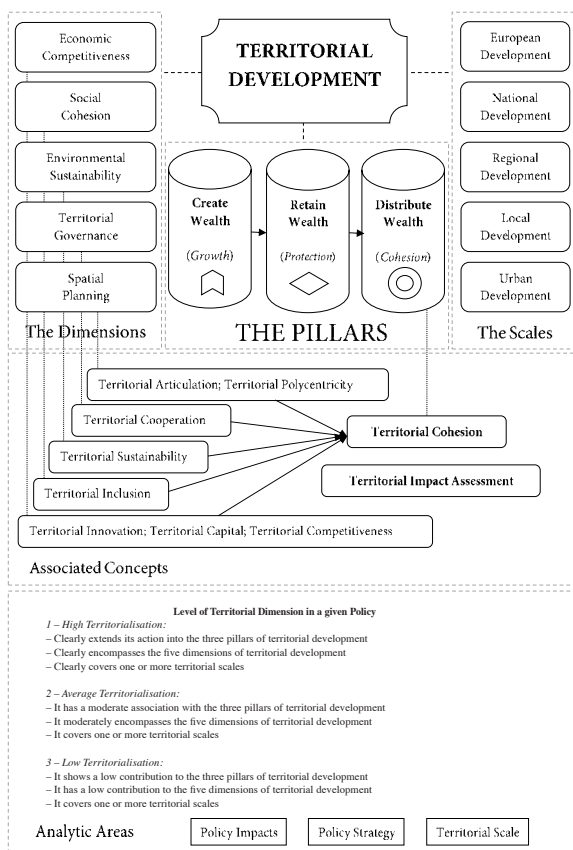 TERRITORIAL
DEVELOPMENT
Economic
Competitiveness
Social
Cohesion
Environmental
Sustainability
Territorial
Governance
Spatial
Planning
The Dimensions
Create
Wealth
(Growth)
Retain
Wealth
(Protection)
Distribute
Wealth
(Cohesion)
THE PILLARS
European
Development
National
Development
Regional
Development
Local
Development
Urban
Development
The Scales
Territorial Articulation; Territorial Polycentricity
Territorial Cooperation
Territorial Sustainability
Territorial Inclusion
Territorial Innovation; Territorial Capital; Territorial Competitiveness
Territorial Cohesion
Territorial Impact Assessment
Associated Concepts
Level of Territorial Dimension in a given Policy
1 – High Territorialisation:
– Clearly extends its action into the three pillars of territorial development
– Clearly encompasses the five dimensions of territorial development
– Clearly covers one or more territorial scales
2 – Average Territorialisation:
– It has a moderate association with the three pillars of territorial development
– It moderately encompasses the five dimensions of territorial development
– It covers one or more territorial scales
3 – Low Territorialisation:
– It shows a low contribution to the three pillars of territorial development
– It has a low contribution to the five dimensions of territorial development
– It covers one or more territorial scales
Analytic Areas
Policy Impacts
Policy Strategy
Territorial Scale